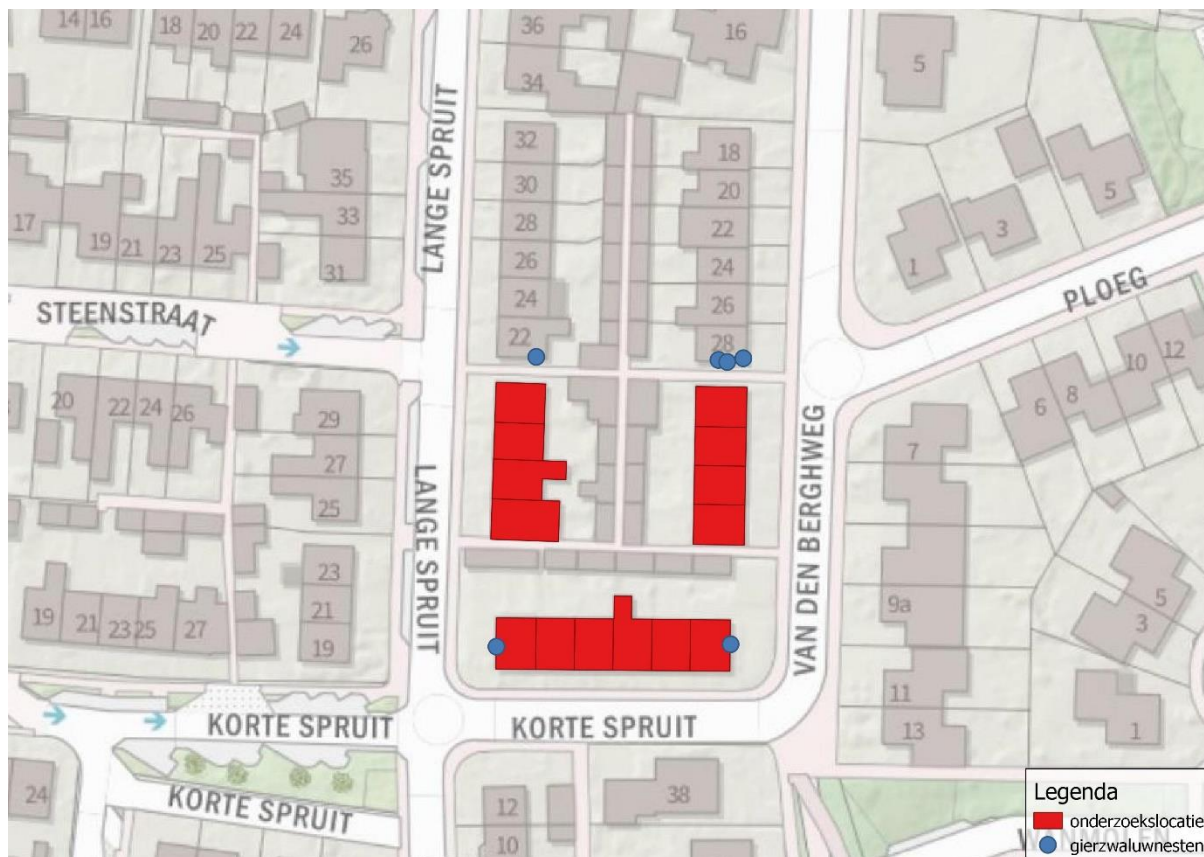 14 16 18 20 22 24 26 36 34 16 5
32 18
30 20 35 5
28 22 33 3
17 19 21 23 25 31 26 24 1
LANGE SPRUIT
24 26
STEENSTRAAT
22 28
PLOEG
20 22 24 26 29 27 25
6 8 10 12
7
LANGE SPRUIT
VAN DEN BERGHWEG
19 21 23 25 27
23
21
19
9a
5
3
11
13
1
KORTE SPRUIT
KORTE SPRUIT
24
KORTE SPRUIT
12
10
38
Legenda
onderzoekslocatie
gierzwaluwnesten